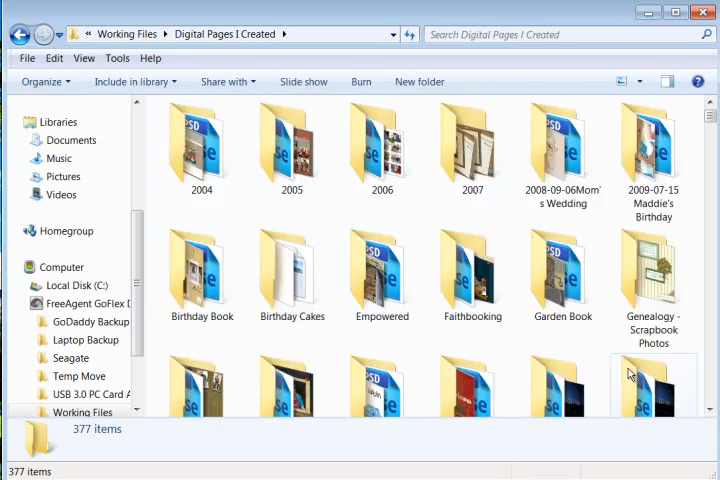 « Working Files Digital Pages I Created
Search Digital Pages I Created
File Edit View Tools Help
Organize Include in library Share with Slide show Burn New folder
Libraries
Documents
Music
Pictures
Videos
Homegroup
Computer
Local Disk (C:)
FreeAgent GoFlex D
GoDaddy Backup
Laptop Backup
Seagate
Temp Move
USB 3.0 PC Card A
Working Files
2004
2005
2006
2007
2008-09-06Mom'
s Wedding
2009-07-15
Maddie's
Birthday
Birthday Book
Birthday Cakes
Empowered
Faithbooking
Garden Book
Genealogy -
Scrapbook
Photos
377 items
377 items